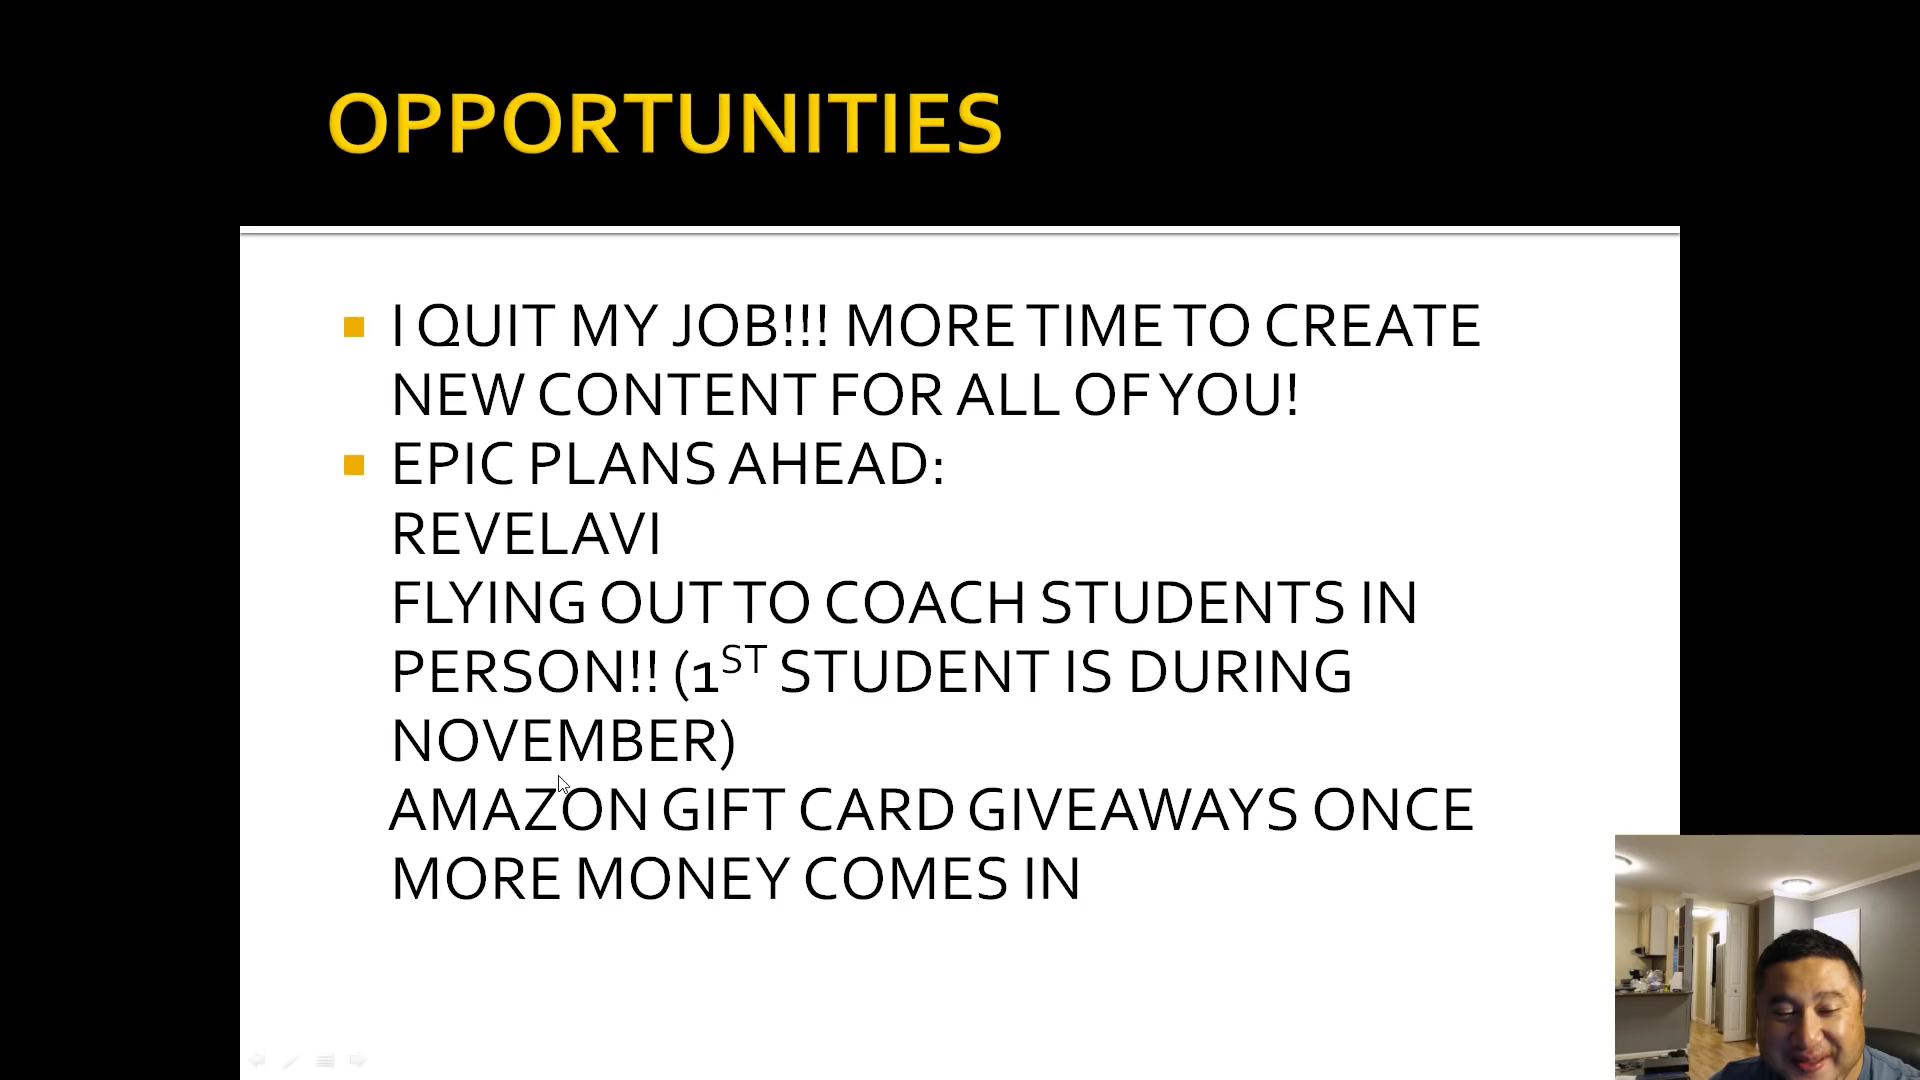 OPPORTUNITIES
I QUIT MY JOB!!! MORE TIME TO CREATE
NEW CONTENT FOR ALL OF YOU!
EPIC PLANS AHEAD:
REVELAVI
FLYING OUT TO COACH STUDENTS IN
PERSON!! (1ST STUDENT IS DURING
NOVEMBER)
AMAZON GIFT CARD GIVEAWAYS ONCE
MORE MONEY COMES IN